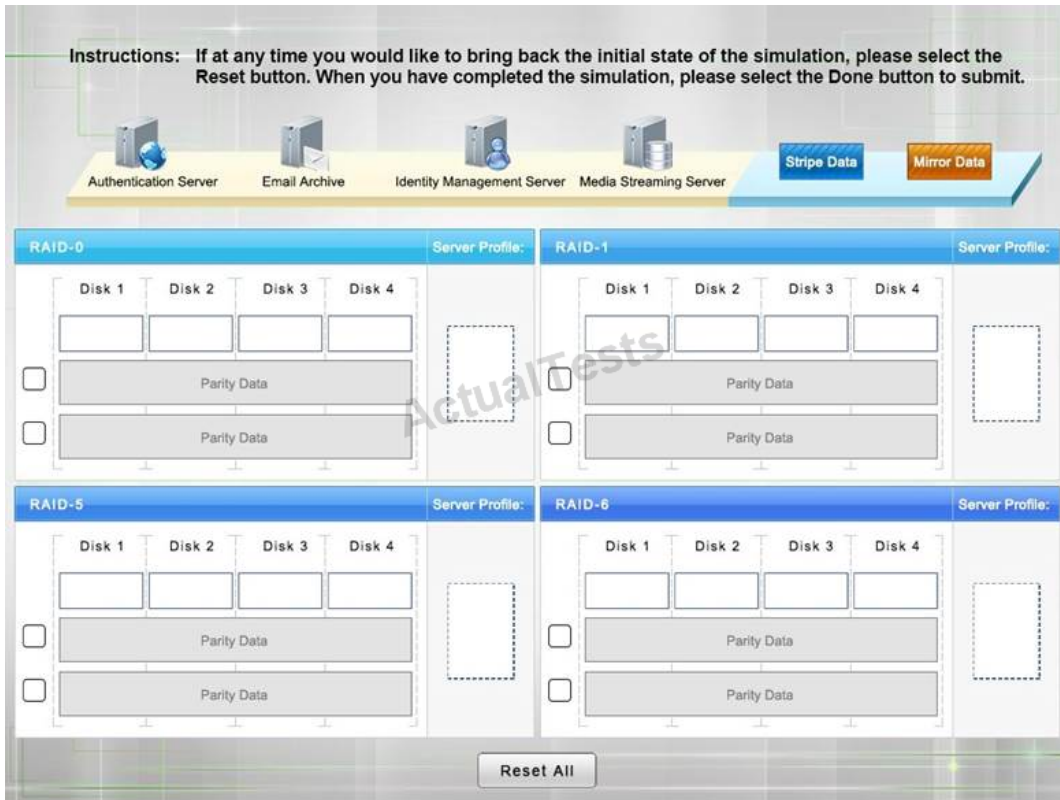 Instructions: If at any time you would like to bring back the initial state of the simulation, please select the
Reset button. When you have completed the simulation, please select the Done button to submit.
Authentication Server
Email Archive
Identity Management Server
Media Streaming Server
Stripe Data
Mirror Data
RAID-0
Server Profile:
Disk 1 Disk 2 Disk 3 Disk 4
Parity Data
Parity Data
RAID-1
Server Profile:
Disk 1 Disk 2 Disk 3 Disk 4
Parity Data
Parity Data
ActualTests
RAID-5
Server Profile:
Disk 1 Disk 2 Disk 3 Disk 4
Parity Data
Parity Data
RAID-6
Server Profile:
Disk 1 Disk 2 Disk 3 Disk 4
Parity Data
Parity Data
Reset All